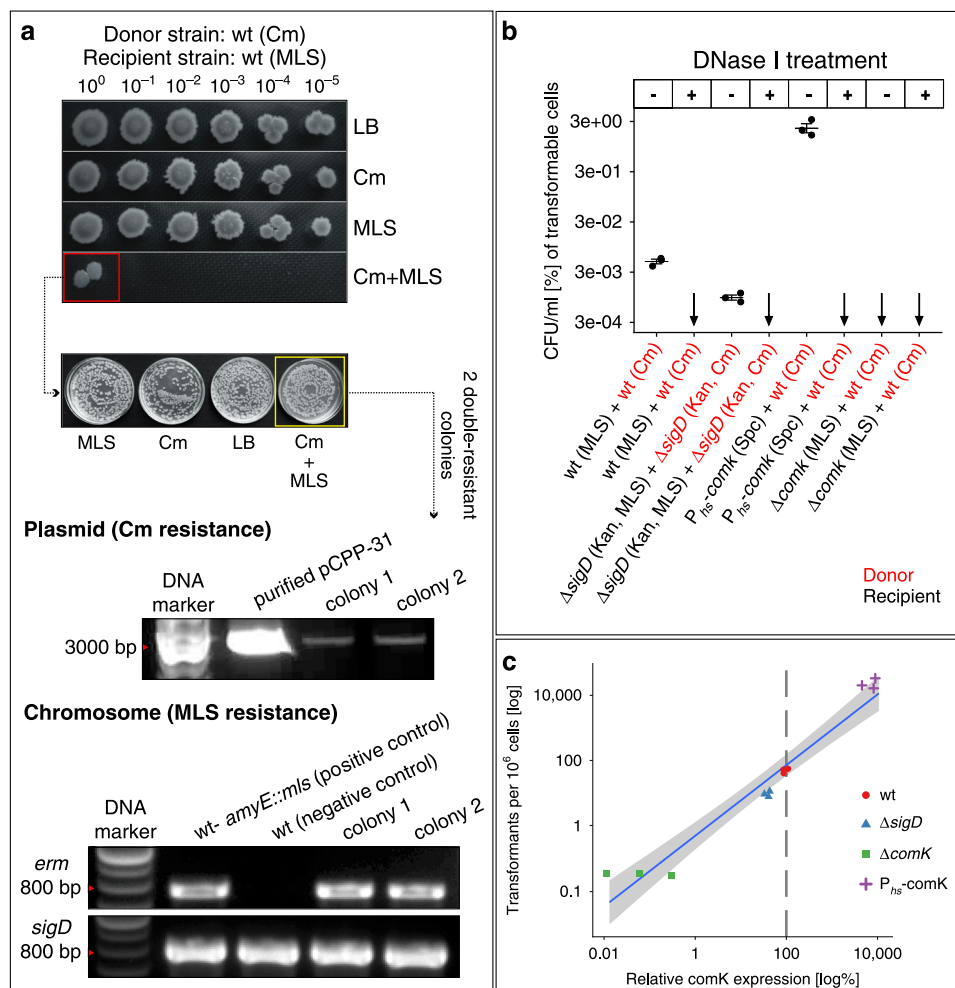 a
Donor strain: wt (Cm)
Recipient strain: wt (MLS)
10⁰ 10⁻¹ 10⁻² 10⁻³ 10⁻⁴ 10⁻⁵
LB
Cm
MLS
Cm+MLS
MLS Cm LB Cm + MLS
2 double-resistant colonies
Plasmid (Cm resistance)
DNA marker
purified pCPP-31
colony 1
colony 2
3000 bp
Chromosome (MLS resistance)
DNA marker
wt- amyE::mls (positive control)
wt (negative control)
colony 1
colony 2
erm
800 bp
sigD
800 bp
b
DNase I treatment
- + - + - + - +
CFU/ml [%] of transformable cells
3e+00
3e-01
3e-02
3e-03
3e-04
wt (MLS) + wt (Cm)
wt (MLS) + wt (Cm)
ΔsigD (Kan, MLS) + ΔsigD (Kan, Cm)
ΔsigD (Kan, MLS) + ΔsigD (Kan, Cm)
Phs-comk (Spc) + wt (Cm)
Phs-comk (Spc) + wt (Cm)
Δcomk (MLS) + wt (Cm)
Δcomk (MLS) + wt (Cm)
Donor
Recipient
c
Transformants per 10⁶ cells [log]
10,000
100
1
0.1
wt
ΔsigD
ΔcomK
Phs-comK
0.01 1 100 10,000
Relative comK expression [log%]